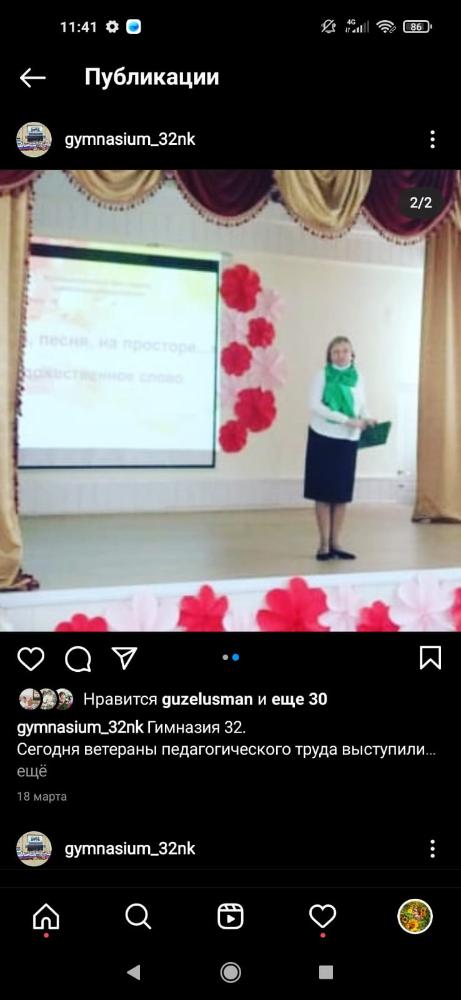 11:41
4G
86
Публикации
gymnasium_32nk
2/2
, песня, на просторе...
слово
Нравится guzelusman и еще 30
gymnasium_32nk Гимназия 32.
Сегодня ветераны педагогического труда выступили...
ещё
18 марта
gymnasium_32nk